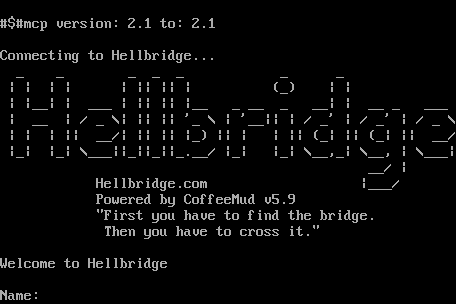 #$#mcp version: 2.1 to: 2.1
Connecting to Hellbridge...
Hellbridge
Hellbridge.com
Powered by CoffeeMud v5.9
"First you have to find the bridge.
Then you have to cross it."
Welcome to Hellbridge
Name: